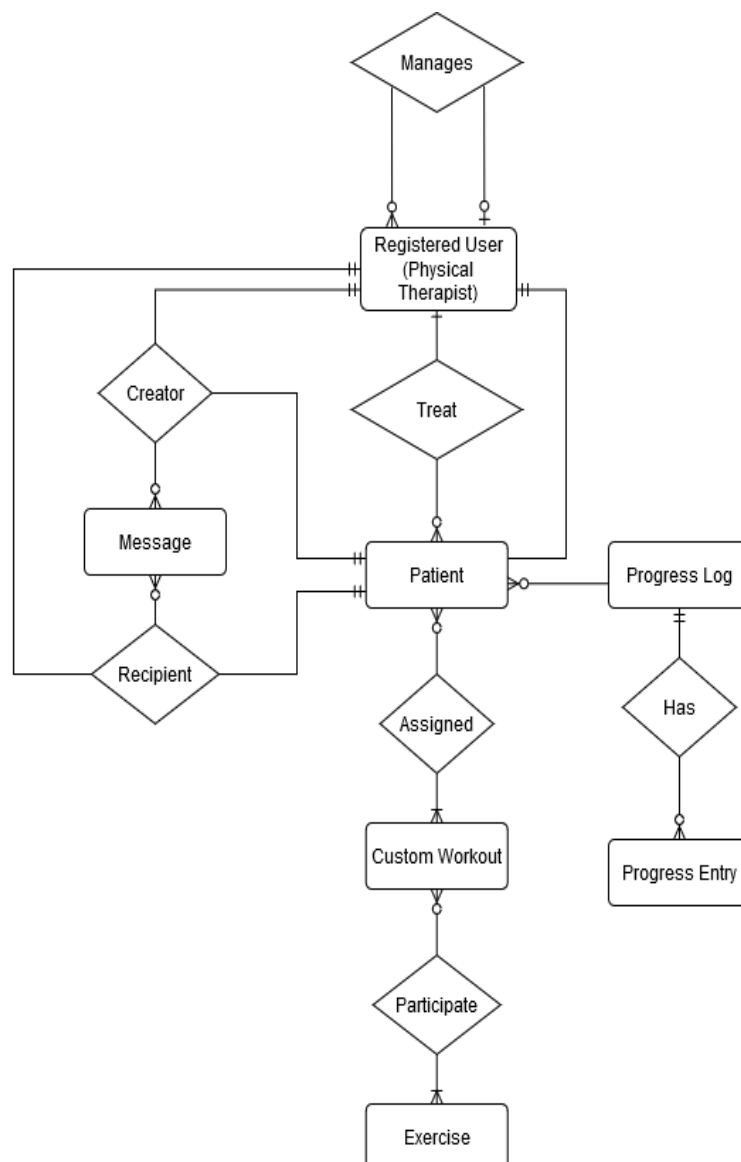 Manages
Registered User
(Physical
Therapist)
Creator
Treat
Message
Patient
Progress Log
Recipient
Has
Assigned
Custom Workout
Progress Entry
Participate
Exercise